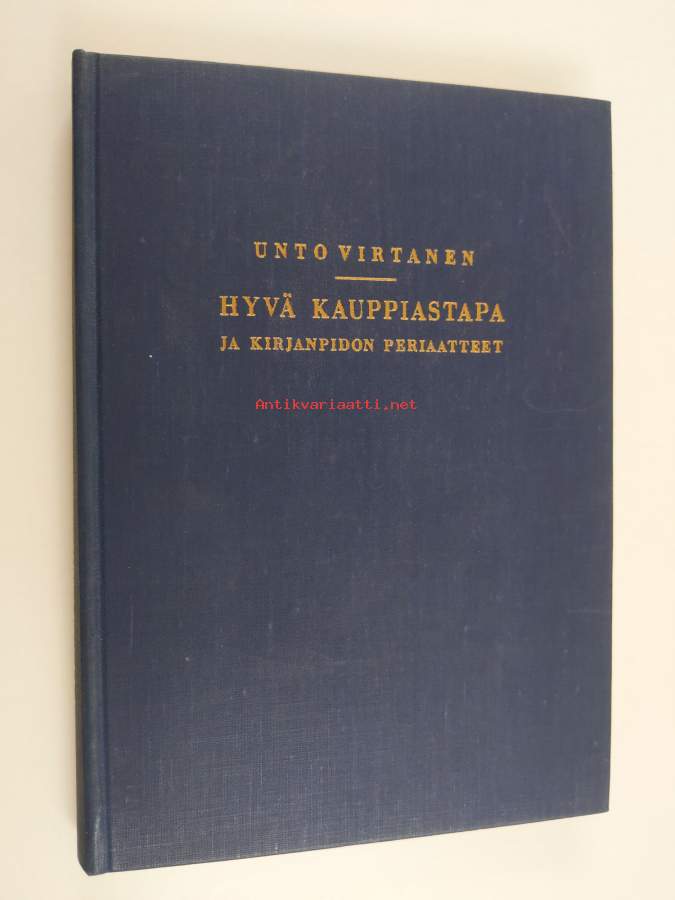 UNTO VIRTANEN
HYVÄ KAUPPIASTAPA
JA KIRJANPIDON PERIAATTEET
Antikvariaatti.net